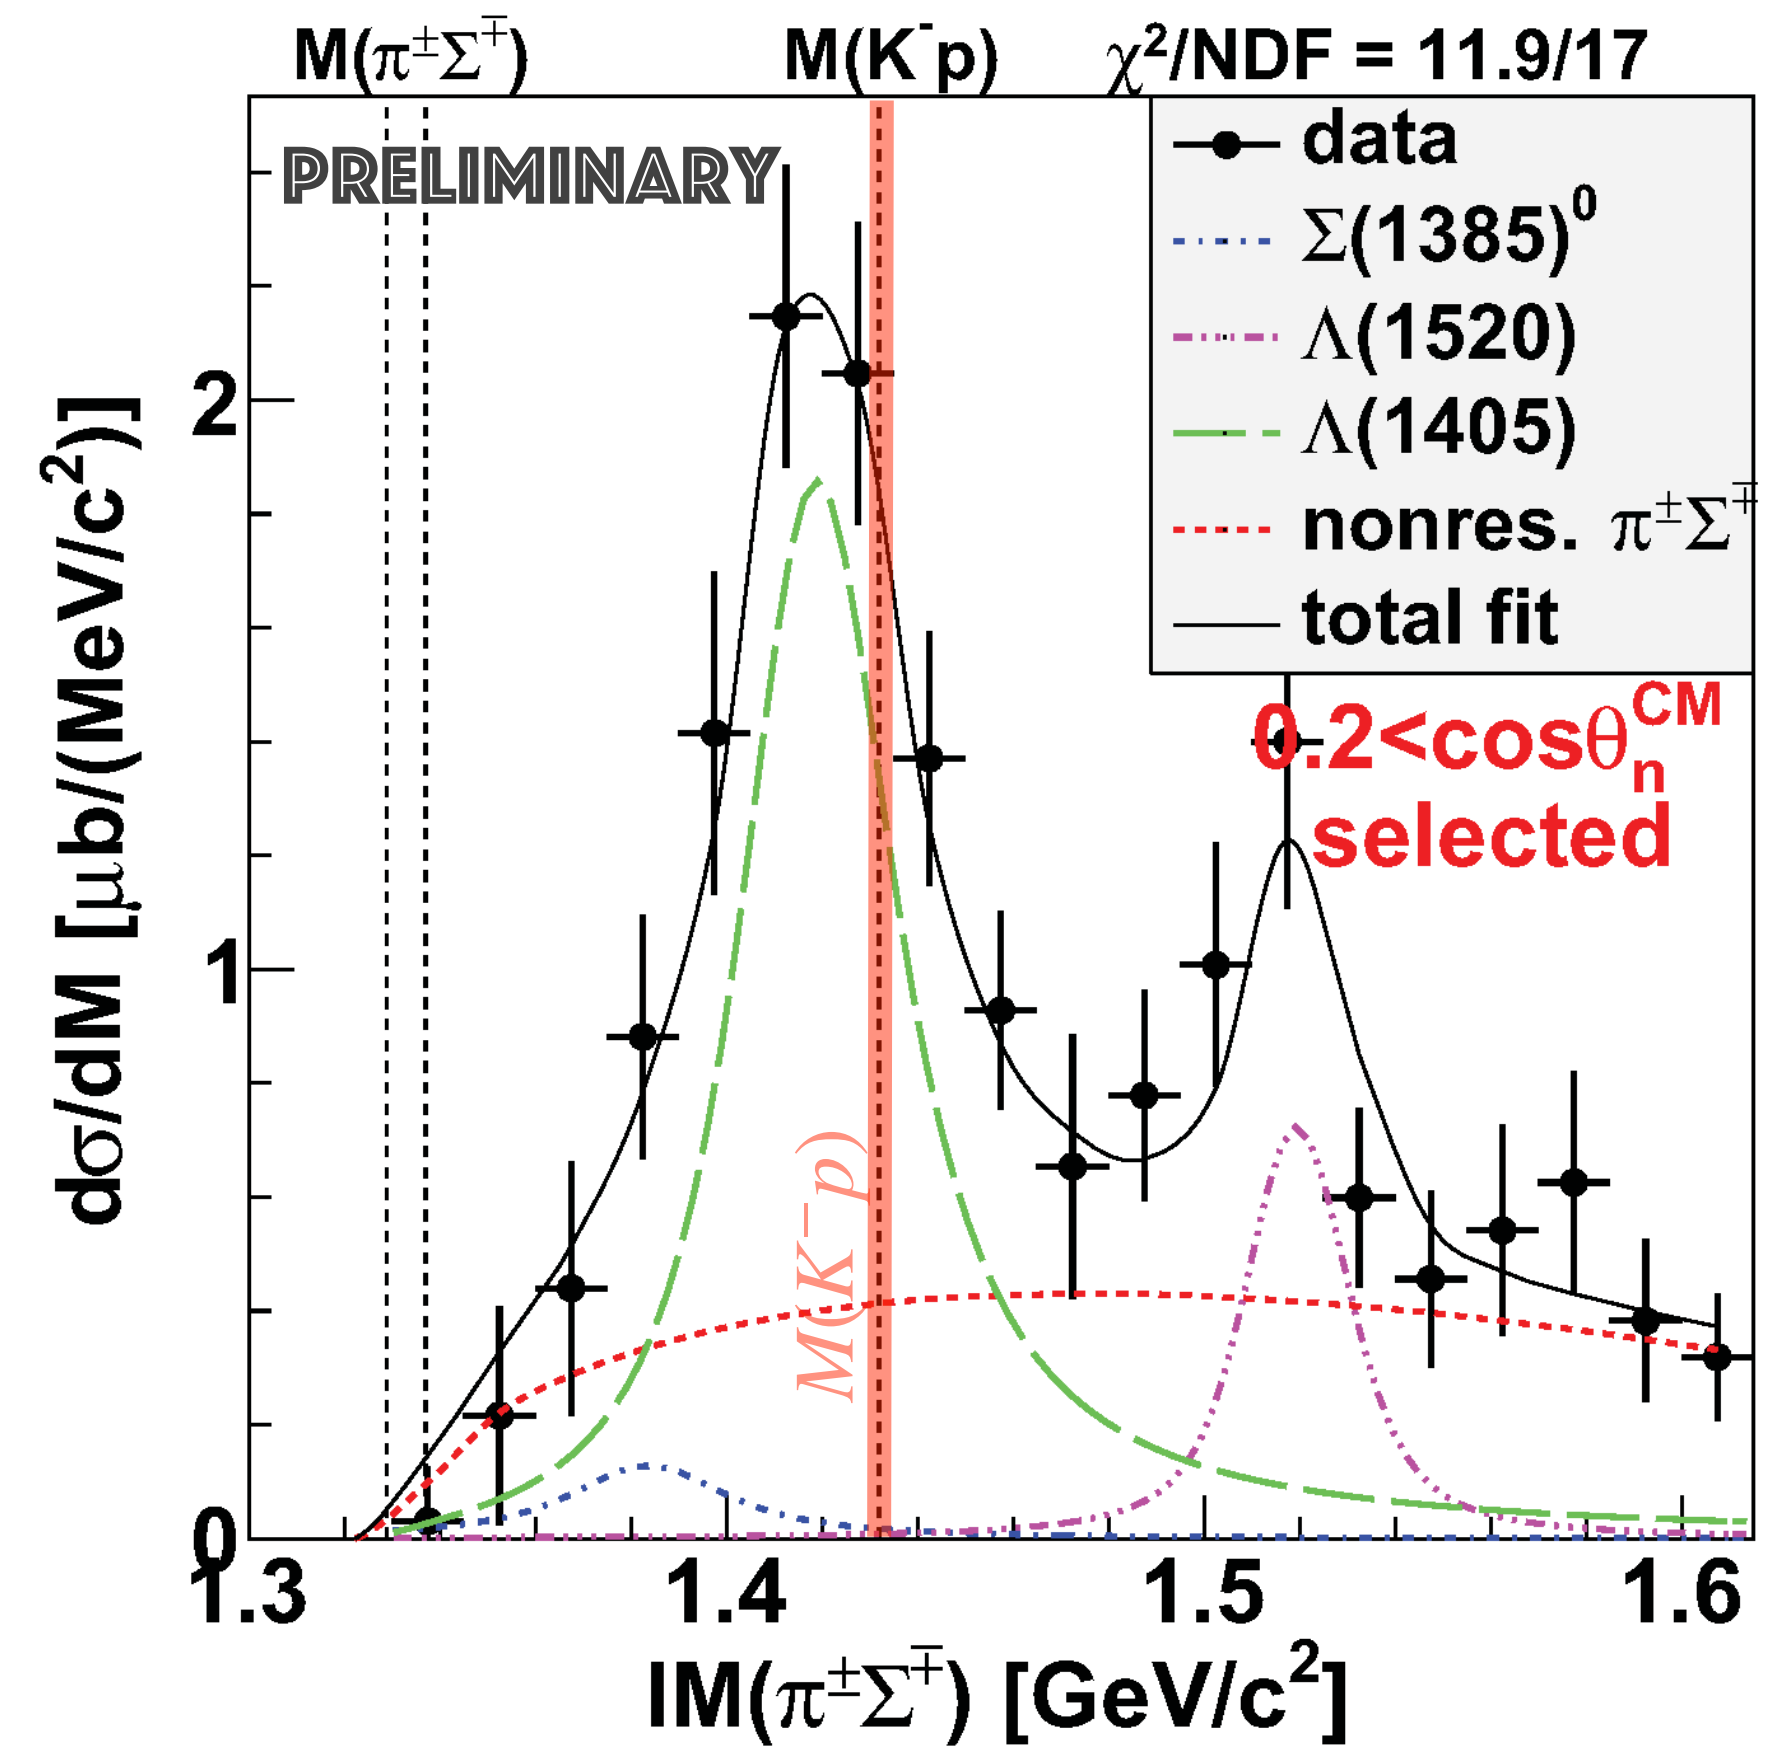 M(π±Σ∓)
M(K⁻p)
χ²/NDF = 11.9/17
PRELIMINARY
data
Σ(1385)⁰
Λ(1520)
Λ(1405)
nonres. π±Σ∓
total fit
0.2<cosθₙᶜᴹ
selected
M(K⁻p)
dσ/dM [μb/(MeV/c²)]
2
1
0
1.3
1.4
1.5
1.6
IM(π±Σ∓) [GeV/c²]